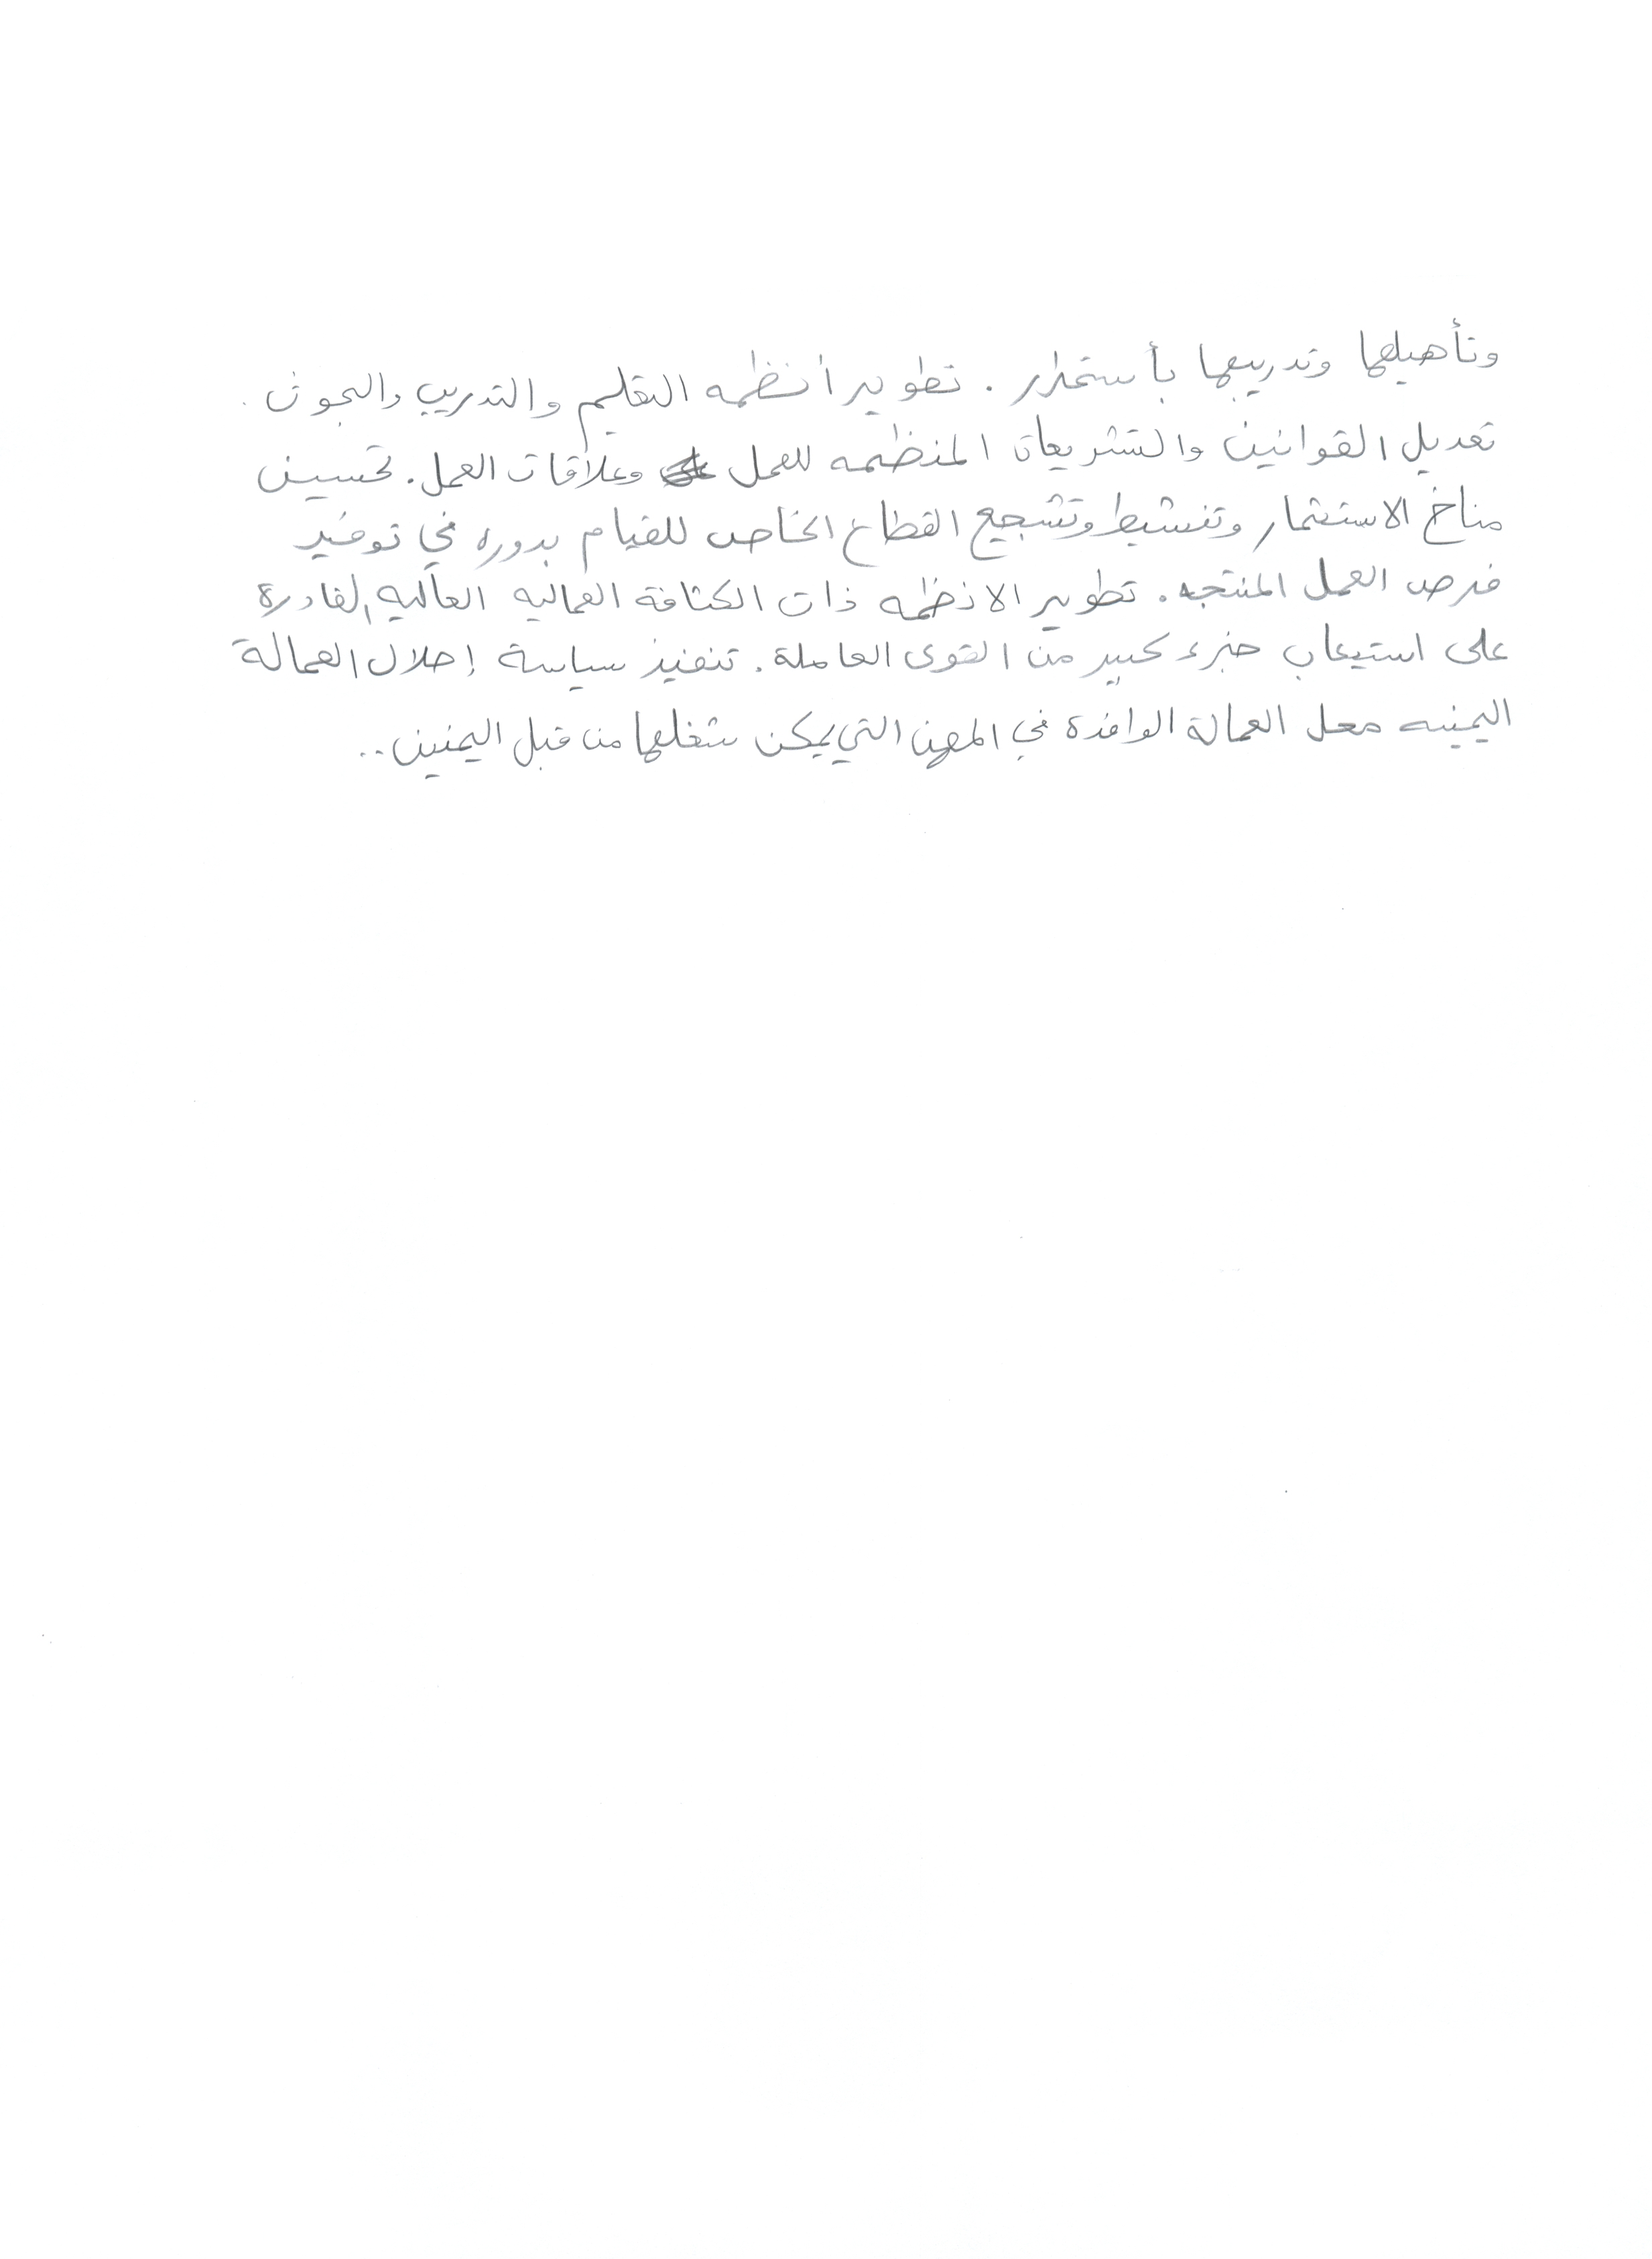 وتأهيلها وتدريبها بأستمرار . تطوير أنظمه التعليم والتدريب والبحوث .
تعديل القوانين والتشريعات المنظمه للعمل وعلاقات العمل . تحسين
مناخ الاستثمار وتنشيط وتشجيع القطاع الخاص للقيام بدوره في توفير
فرص العمل المنتجه . تطوير الانظمه ذات الكثافة العماليه العاليه القادرة
على استيعاب جزء كبير من القوى العاملة . تنفيذ سياسة إحلال العمالة
اليمنيه محل العمالة الوافدة في المهن التي يمكن شغلها من قبل اليمنين ..